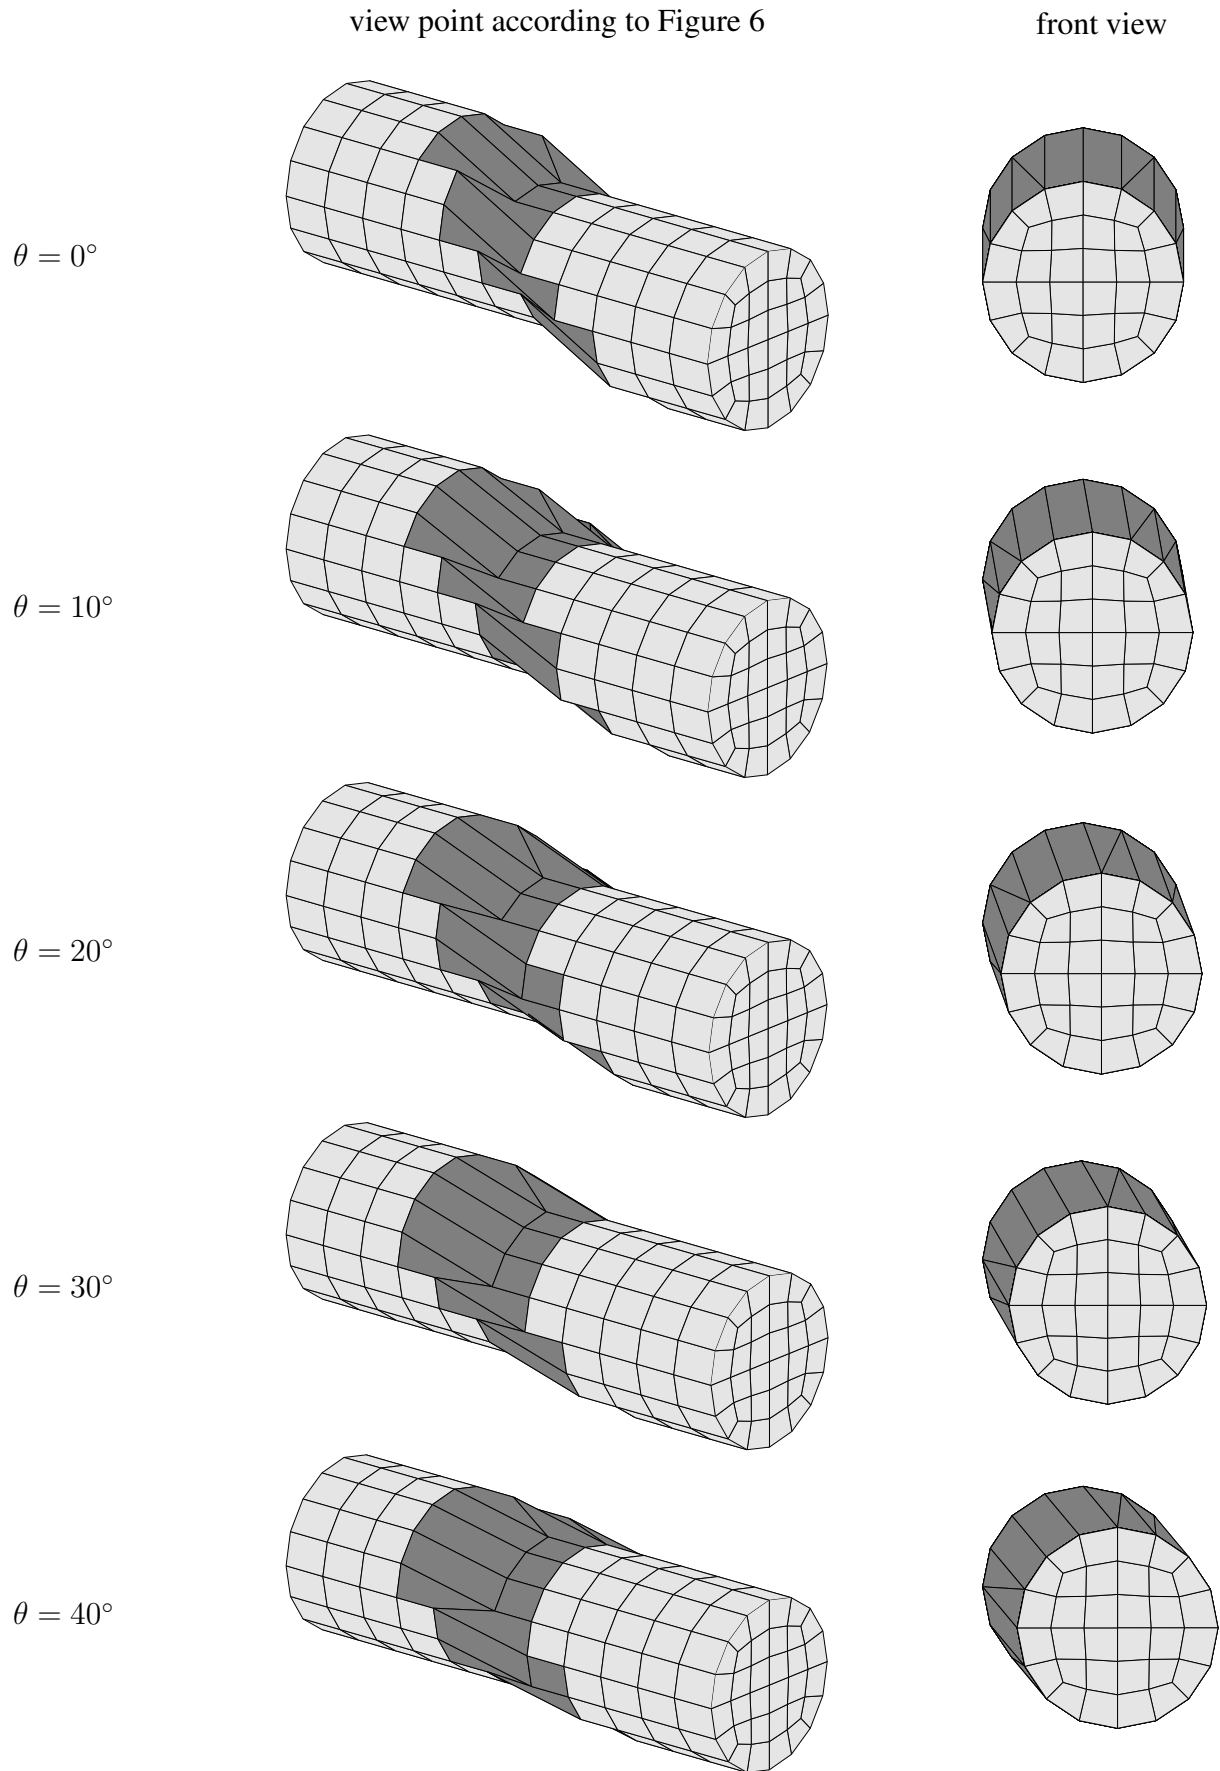 view point according to Figure 6 front view
θ = 0°
θ = 10°
θ = 20°
θ = 30°
θ = 40°